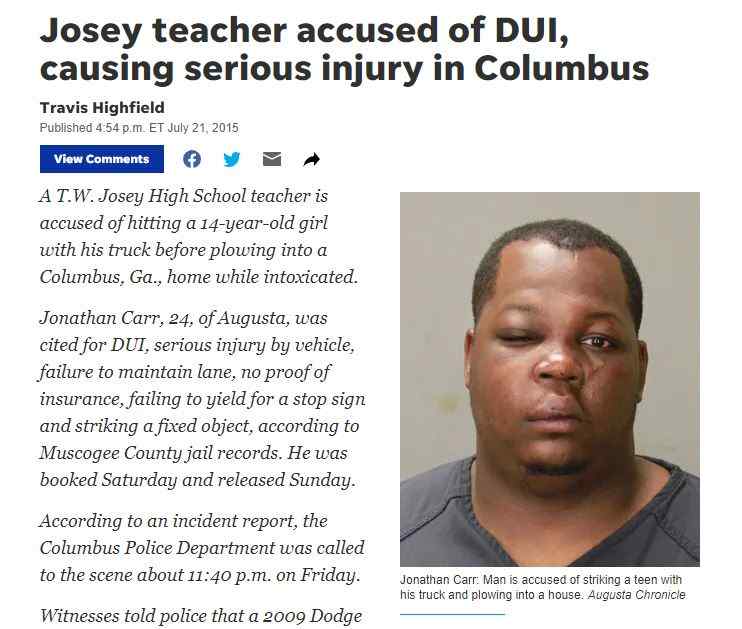 Josey teacher accused of DUI,
causing serious injury in Columbus
Travis Highfield
Published 4:54 p.m. ET July 21, 2015
View Comments
A T.W. Josey High School teacher is
accused of hitting a 14-year-old girl
with his truck before plowing into a
Columbus, Ga., home while intoxicated.
Jonathan Carr, 24, of Augusta, was
cited for DUI, serious injury by vehicle,
failure to maintain lane, no proof of
insurance, failing to yield for a stop sign
and striking a fixed object, according to
Muscogee County jail records. He was
booked Saturday and released Sunday.
According to an incident report, the
Columbus Police Department was called
to the scene about 11:40 p.m. on Friday.
Witnesses told police that a 2009 Dodge
Jonathan Carr: Man is accused of striking a teen with
his truck and plowing into a house. Augusta Chronicle